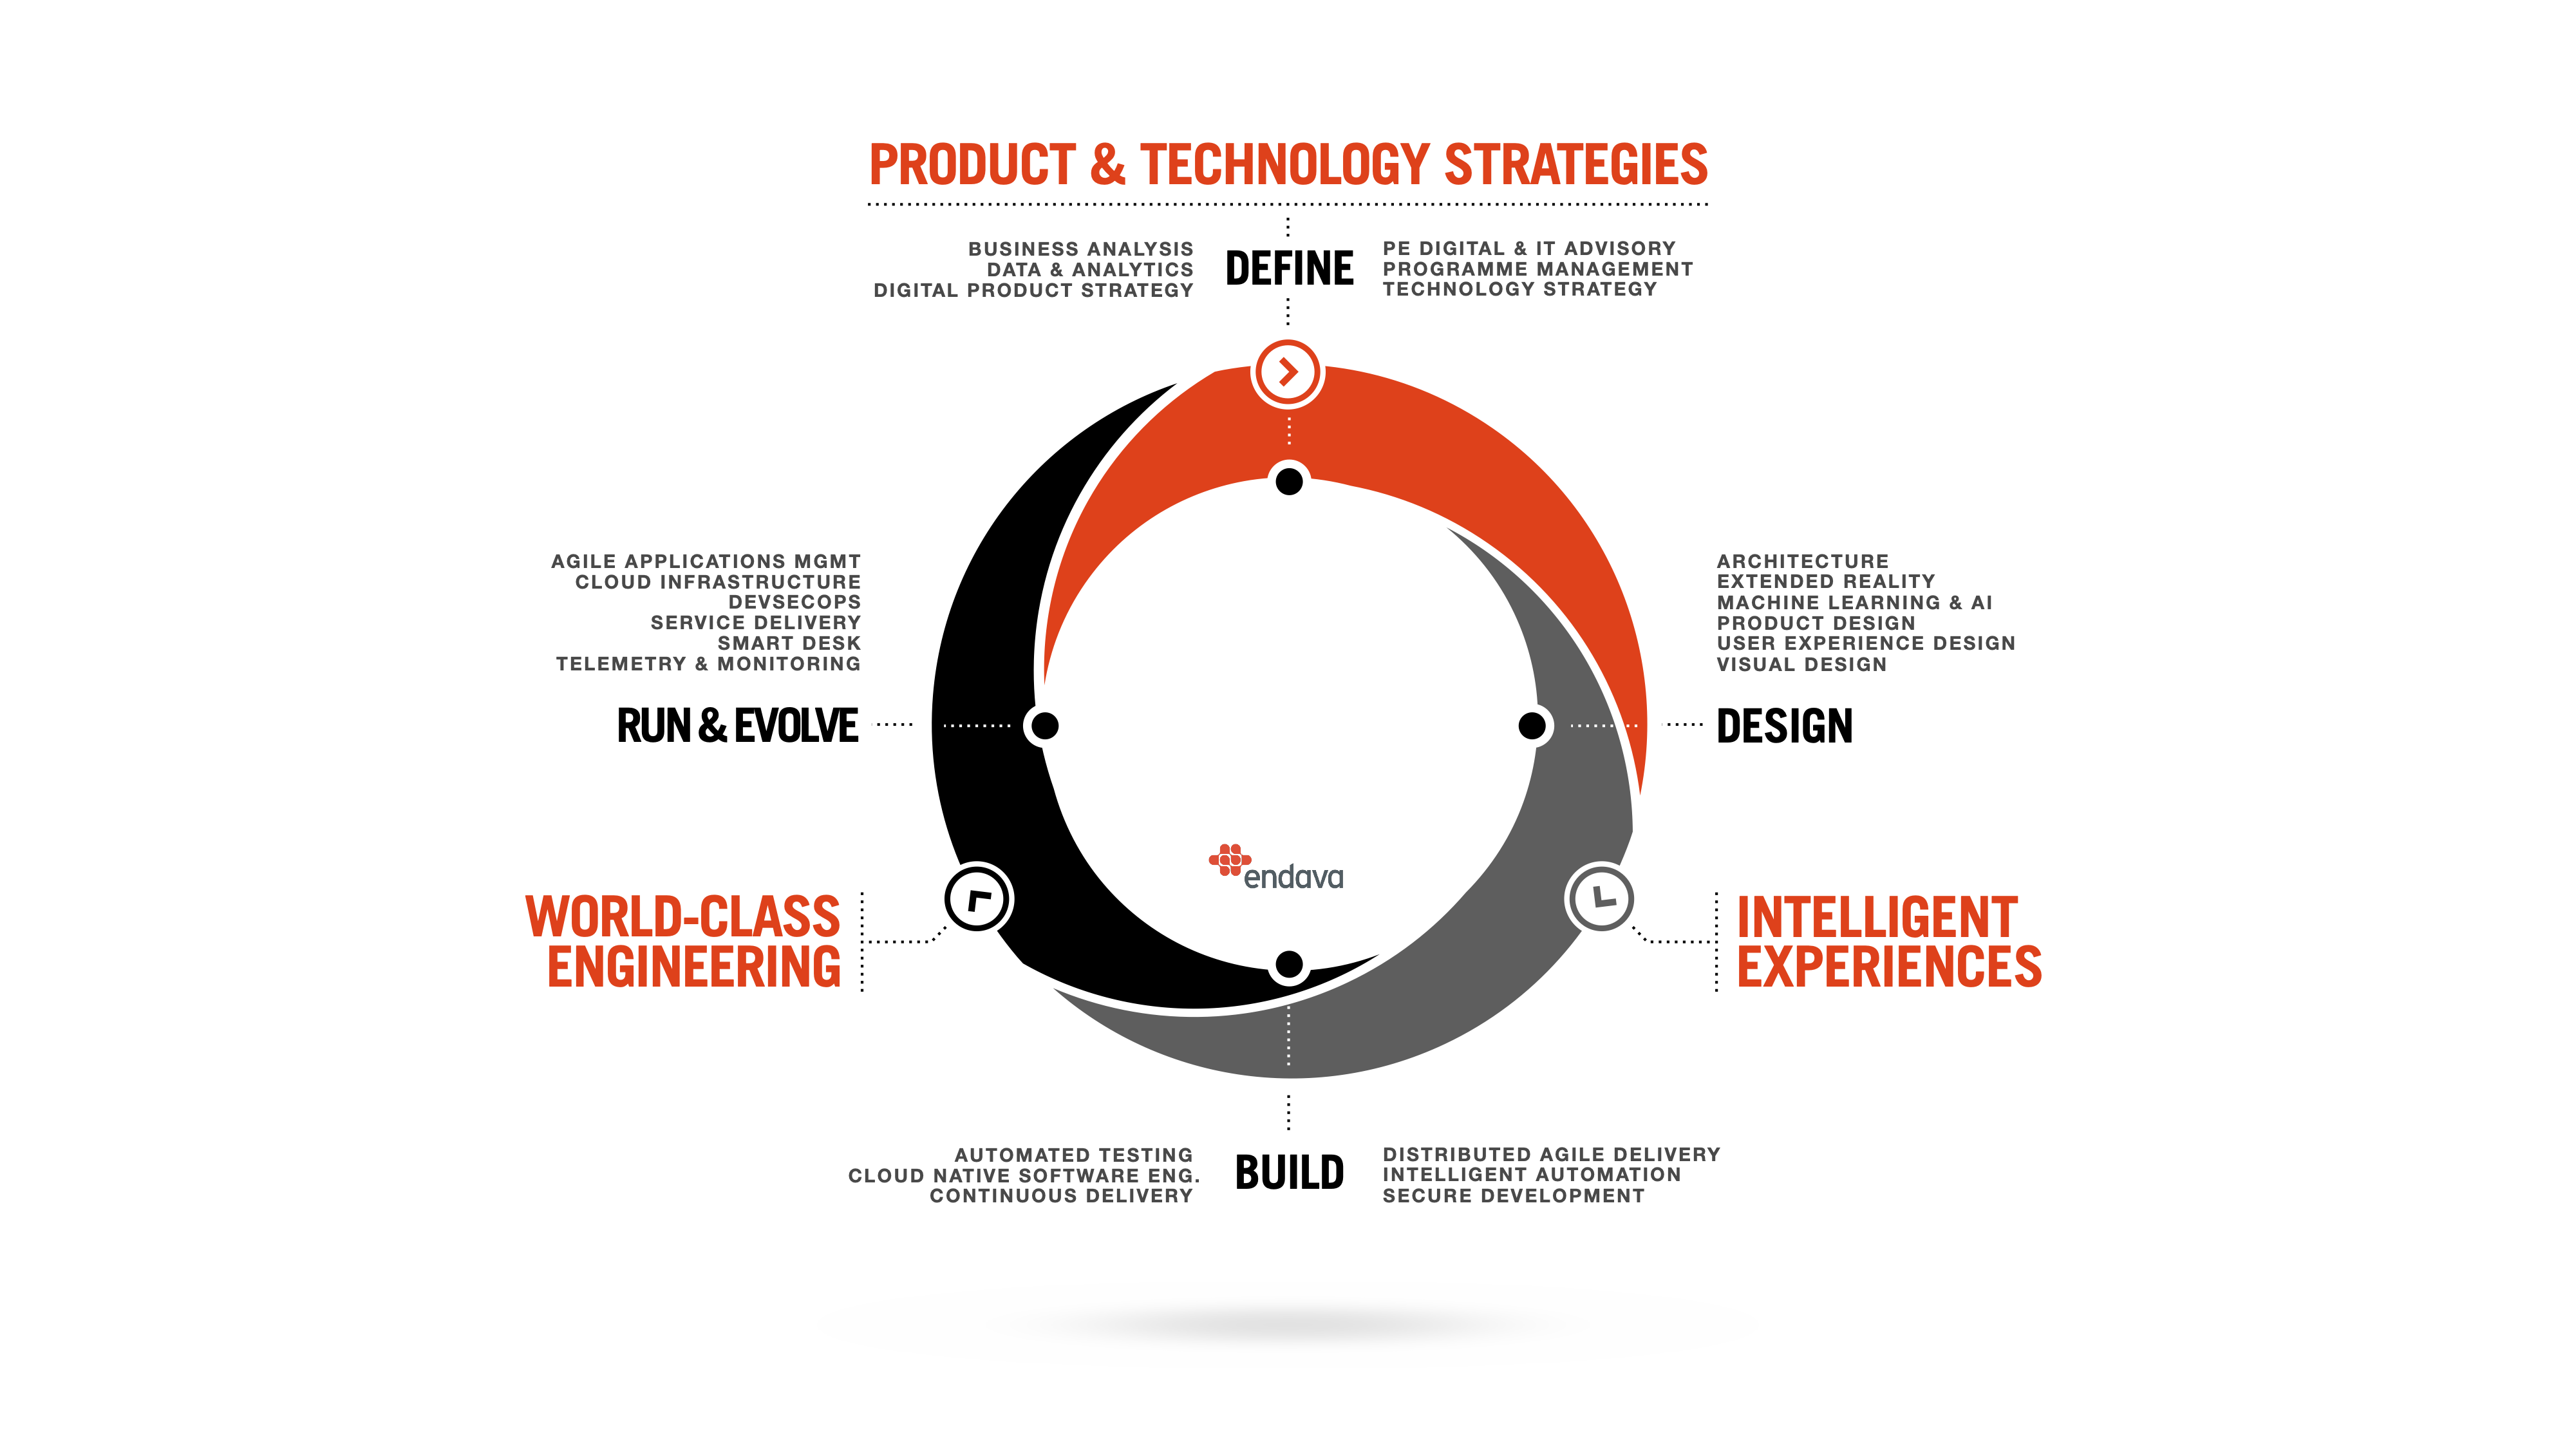 PRODUCT & TECHNOLOGY STRATEGIES
BUSINESS ANALYSIS
DATA & ANALYTICS
DIGITAL PRODUCT STRATEGY
DEFINE
PE DIGITAL & IT ADVISORY
PROGRAMME MANAGEMENT
TECHNOLOGY STRATEGY
AGILE APPLICATIONS MGMT
CLOUD INFRASTRUCTURE
DEVSECOPS
SERVICE DELIVERY
SMART DESK
TELEMETRY & MONITORING
RUN & EVOLVE
ARCHITECTURE
EXTENDED REALITY
MACHINE LEARNING & AI
PRODUCT DESIGN
USER EXPERIENCE DESIGN
VISUAL DESIGN
DESIGN
endava
WORLD-CLASS
ENGINEERING
INTELLIGENT
EXPERIENCES
AUTOMATED TESTING
CLOUD NATIVE SOFTWARE ENG.
CONTINUOUS DELIVERY
BUILD
DISTRIBUTED AGILE DELIVERY
INTELLIGENT AUTOMATION
SECURE DEVELOPMENT